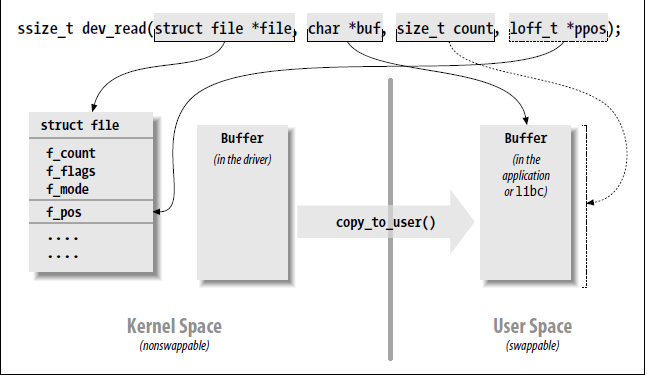 ssize_t dev_read(struct file *file, char *buf, size_t count, loff_t *ppos);
struct file
f_count
f_flags
f_mode
f_pos
....
....
Buffer
(in the driver)
copy_to_user()
Buffer
(in the
application
or libc)
Kernel Space
(nonswappable)
User Space
(swappable)